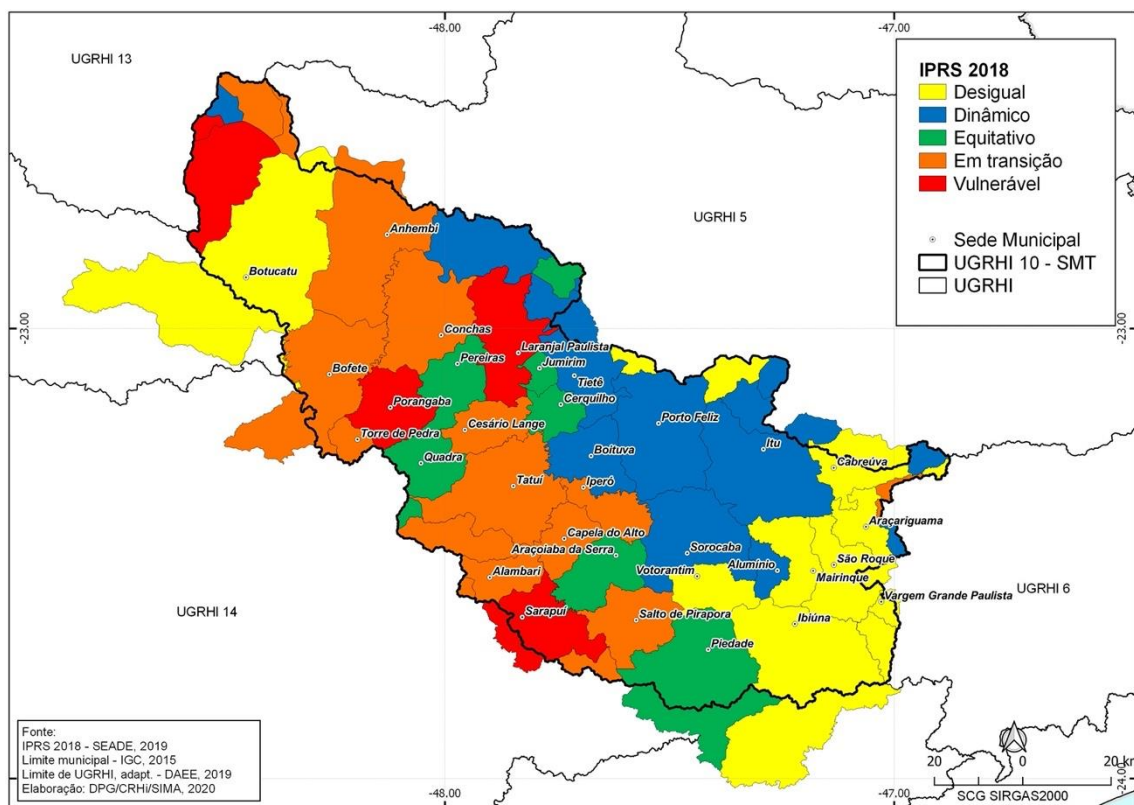 -48.00
-47.00
UGRHI 13
IPRS 2018
Desigual
Dinâmico
Equitativo
Em transição
Vulnerável
Sede Municipal
UGRHI 10 - SMT
UGRHI
UGRHI 5
Anhembi
Botucatu
-23.00
-23.00
Conchas
Laranjal Paulista
Pereiras
Jumirim
Bofete
Tietê
Porangaba
Cerquilho
Porto Feliz
Cesário Lange
Torre de Pedra
Itu
Boituva
Quadra
Cabreúva
Tatuí
Iperó
Araçariguama
Capela do Alto
Araçoiaba da Serra
Sorocaba
São Roque
Alambari
Votorantim
Alumínio
Mairinque
UGRHI 6
Vargem Grande Paulista
UGRHI 14
Sarapuí
Salto de Pirapora
Ibiúna
Piedade
Fonte:
IPRS 2018 - SEADE, 2019
Limite municipal - IGC, 2015
Limite de UGRHI, adapt. - DAEE, 2019
Elaboração: DPG/CRHi/SIMA, 2020
20 0 20 km
SCG SIRGAS2000
-24.00
-48.00
-47.00